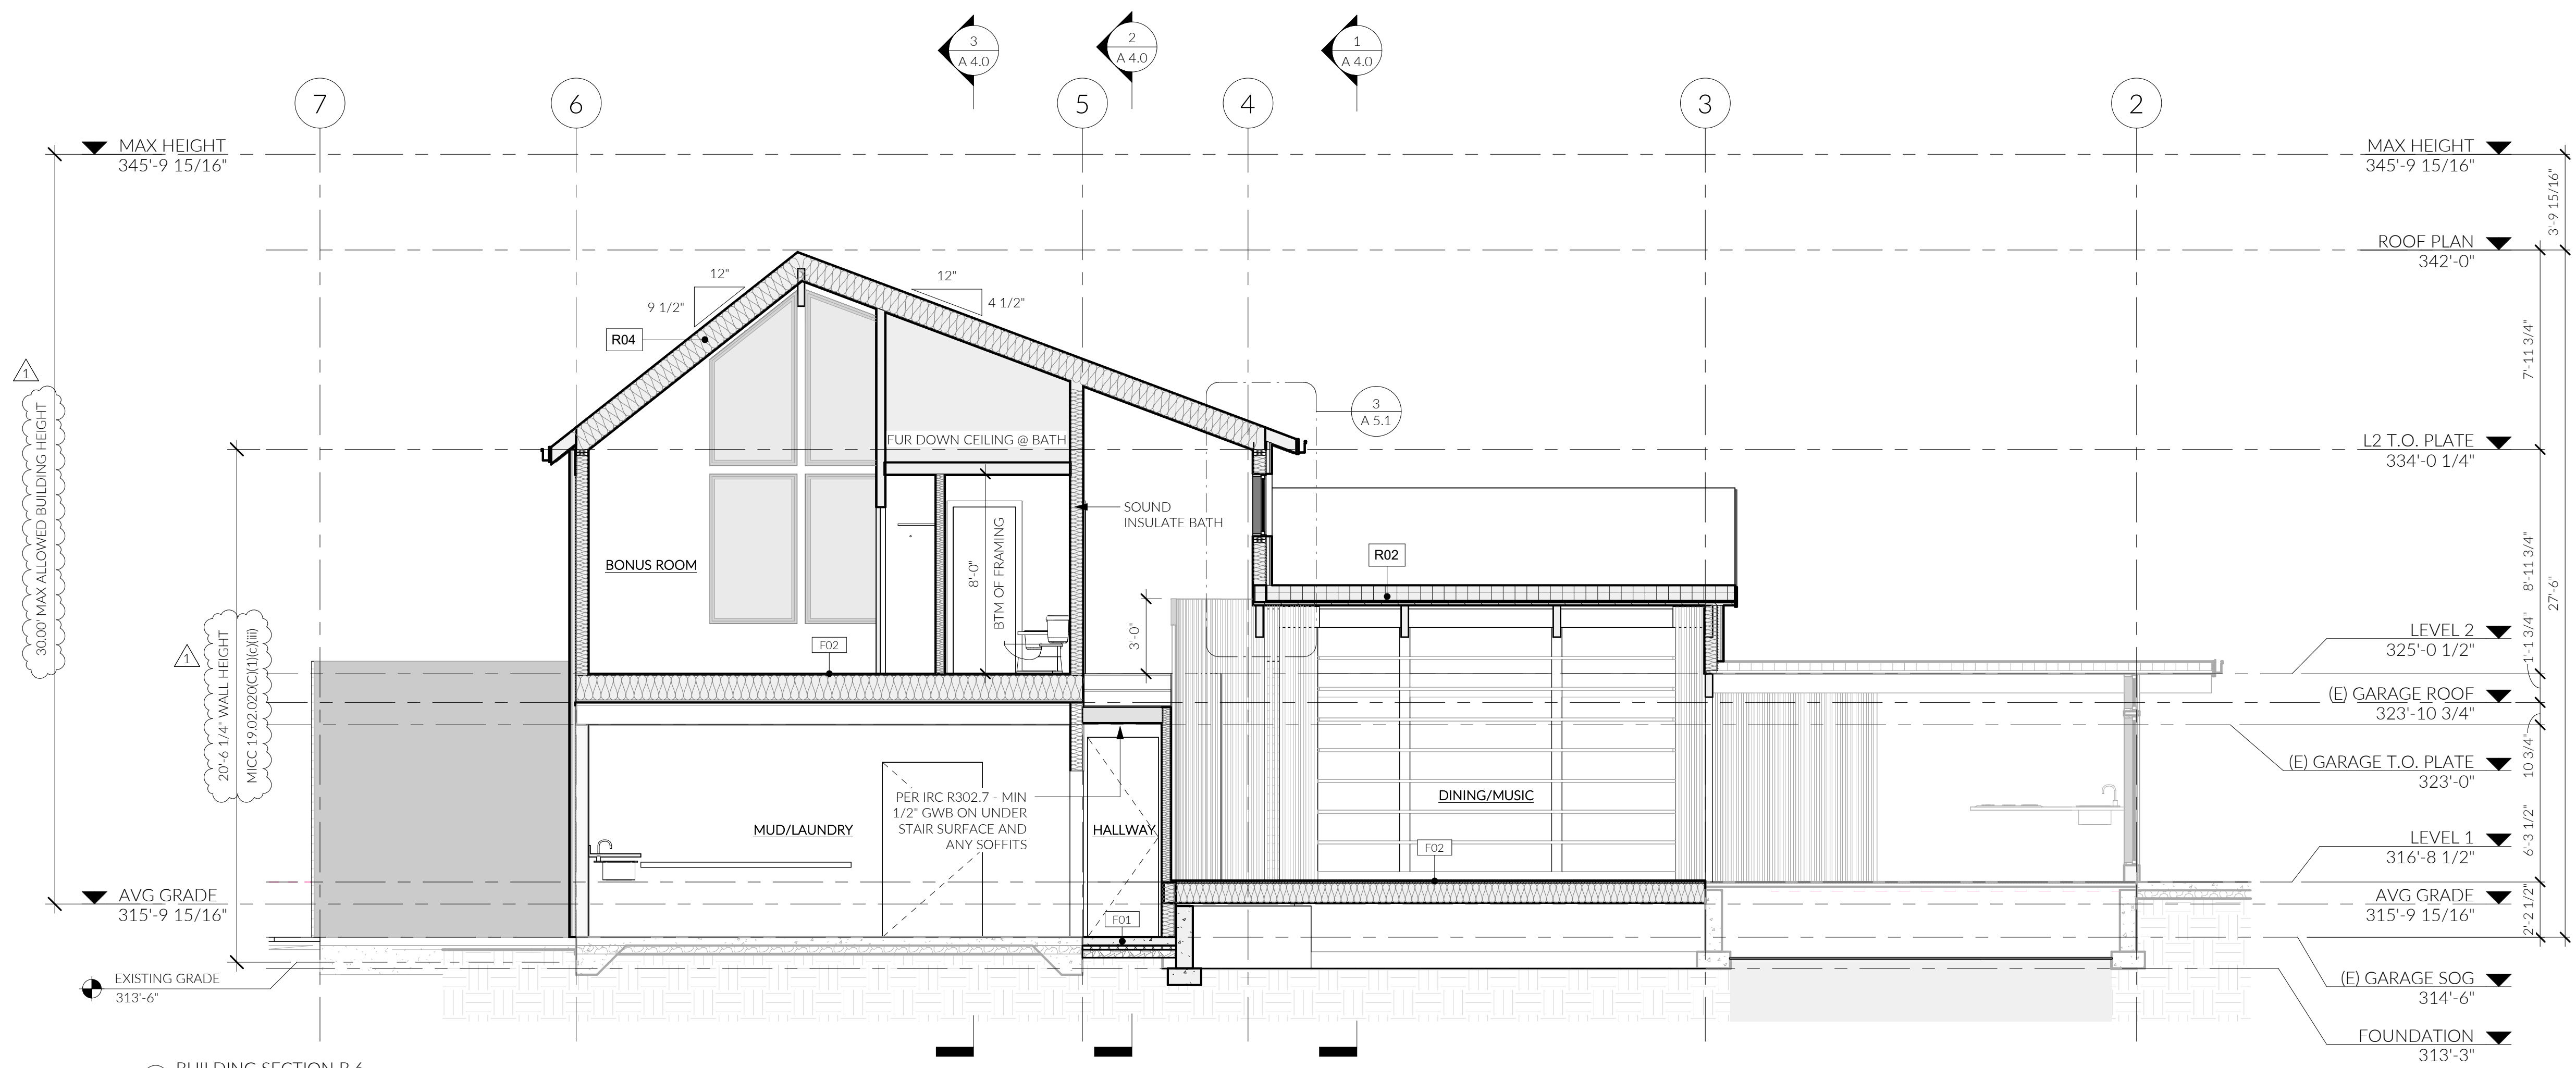 3
A 4.0
2
A 4.0
1
A 4.0
7
6
5
4
3
2
MAX HEIGHT
345'-9 15/16"
MAX HEIGHT
345'-9 15/16"
3'-9 15/16"
ROOF PLAN
342'-0"
12"
9 1/2"
12"
4 1/2"
R04
7'-11 3/4"
1
30.00' MAX ALLOWED BUILDING HEIGHT
3
A 5.1
FUR DOWN CEILING @ BATH
L2 T.O. PLATE
334'-0 1/4"
SOUND
INSULATE BATH
BONUS ROOM
8'-0"
BTM OF FRAMING
R02
8'-11 3/4"
27'-6"
3'-0"
F02
1
20'-6 1/4" WALL HEIGHT
MICC 19.02.020(C)(1)(c)(iii)
LEVEL 2
325'-0 1/2"
1'-1 3/4"
(E) GARAGE ROOF
323'-10 3/4"
10 3/4"
(E) GARAGE T.O. PLATE
323'-0"
PER IRC R302.7 - MIN
1/2" GWB ON UNDER
STAIR SURFACE AND
ANY SOFFITS
MUD/LAUNDRY
HALLWAY
DINING/MUSIC
F02
6'-3 1/2"
LEVEL 1
316'-8 1/2"
AVG GRADE
315'-9 15/16"
AVG GRADE
315'-9 15/16"
2'-2 1/2"
F01
EXISTING GRADE
313'-6"
(E) GARAGE SOG
314'-6"
FOUNDATION
313'-3"
BUILDING SECTION B.6